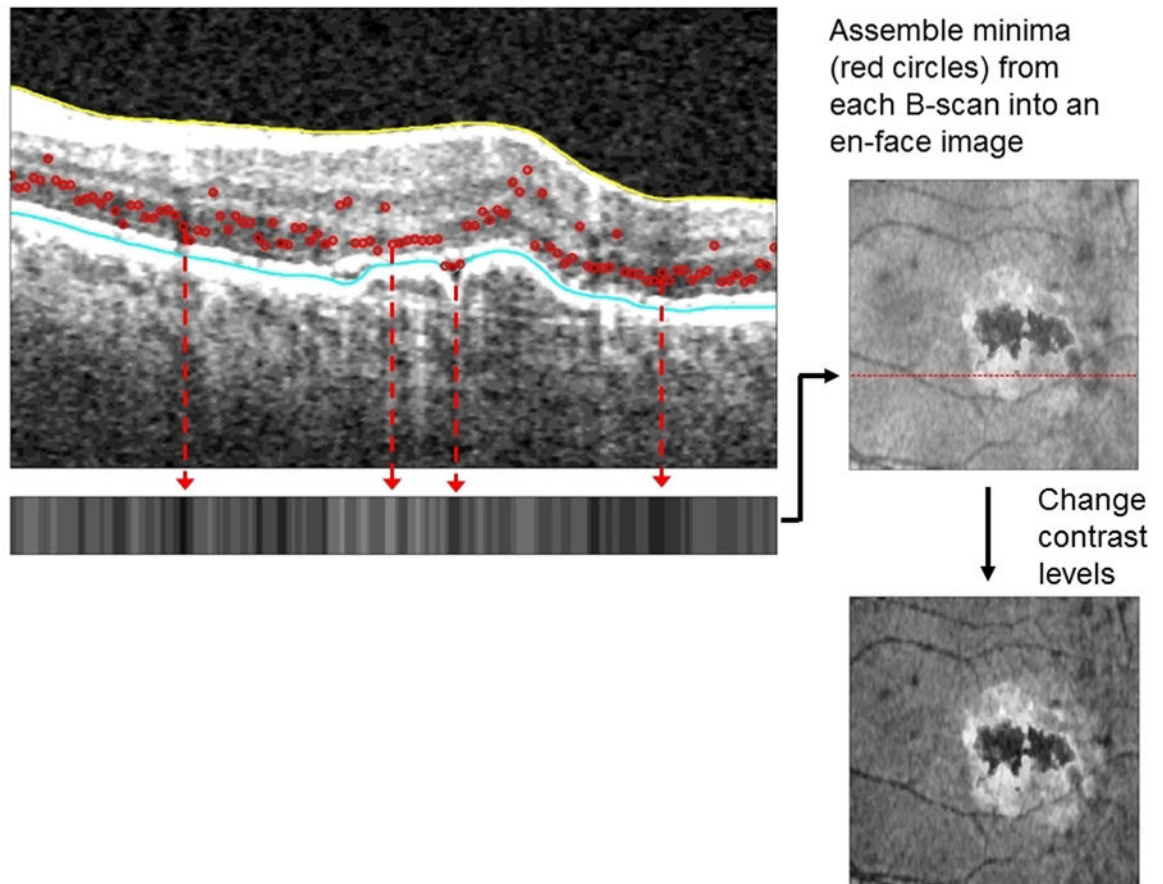 Assemble minima
(red circles) from
each B-scan into an
en-face image
Change
contrast
levels